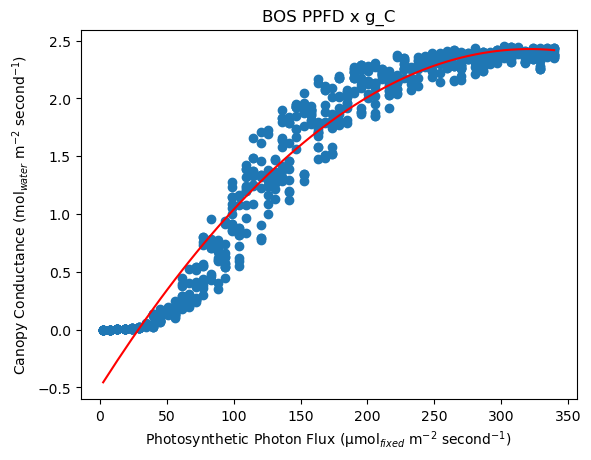 BOS PPFD x g_C
Canopy Conductance (mol_water m⁻² second⁻¹)
2.5
2.0
1.5
1.0
0.5
0.0
−0.5
0 50 100 150 200 250 300 350
Photosynthetic Photon Flux (μmol_fixed m⁻² second⁻¹)